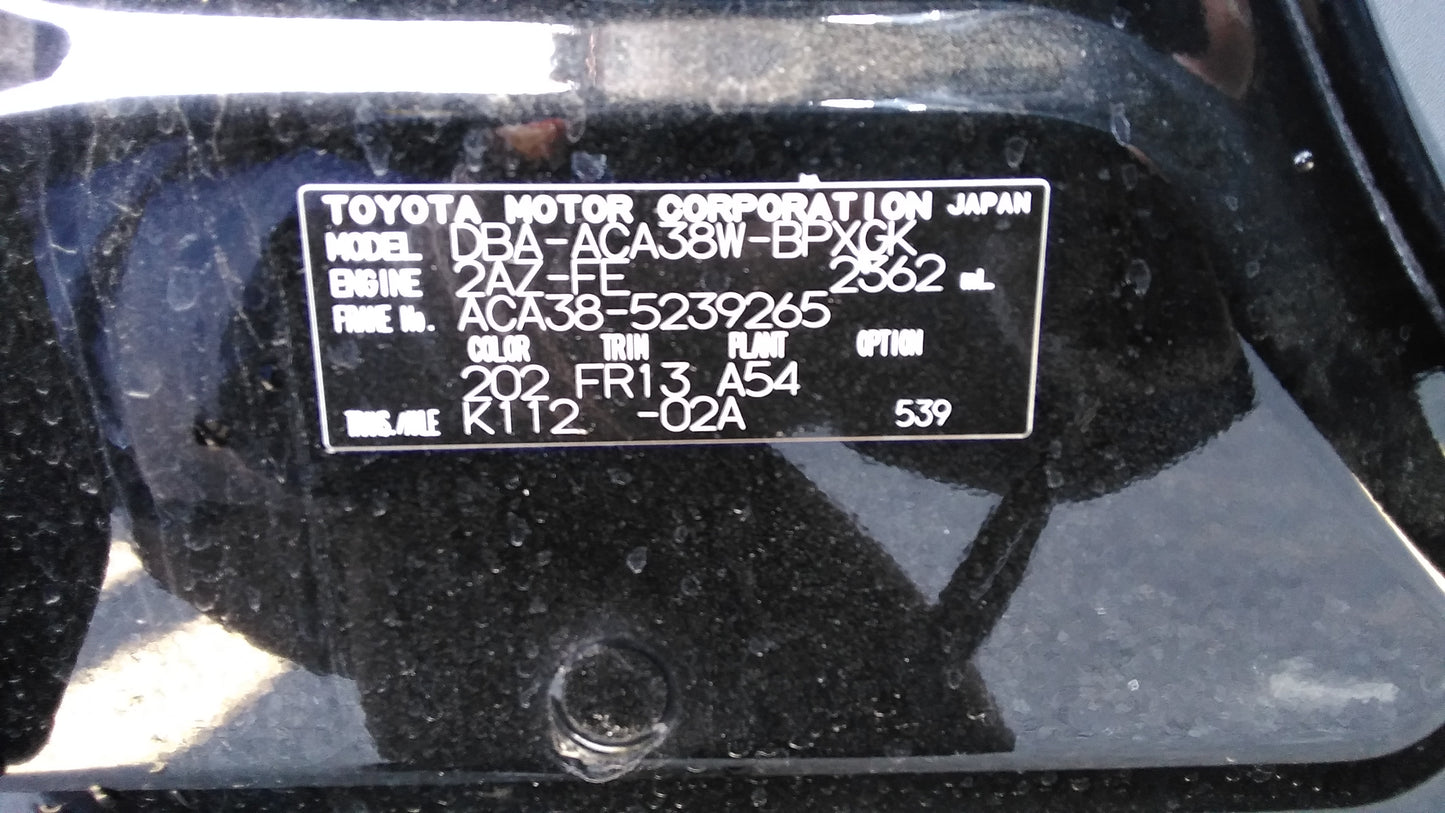 TOYOTA MOTOR CORPORATION JAPAN
MODEL DBA-ACA38W-BPXGK
ENGINE 2AZ-FE 2362 mL
FRAME No. ACA38-5239265
COLOR TRIM PLANT OPTION
202 FR13 A54
TRANS./AXLE K112 -02A 539